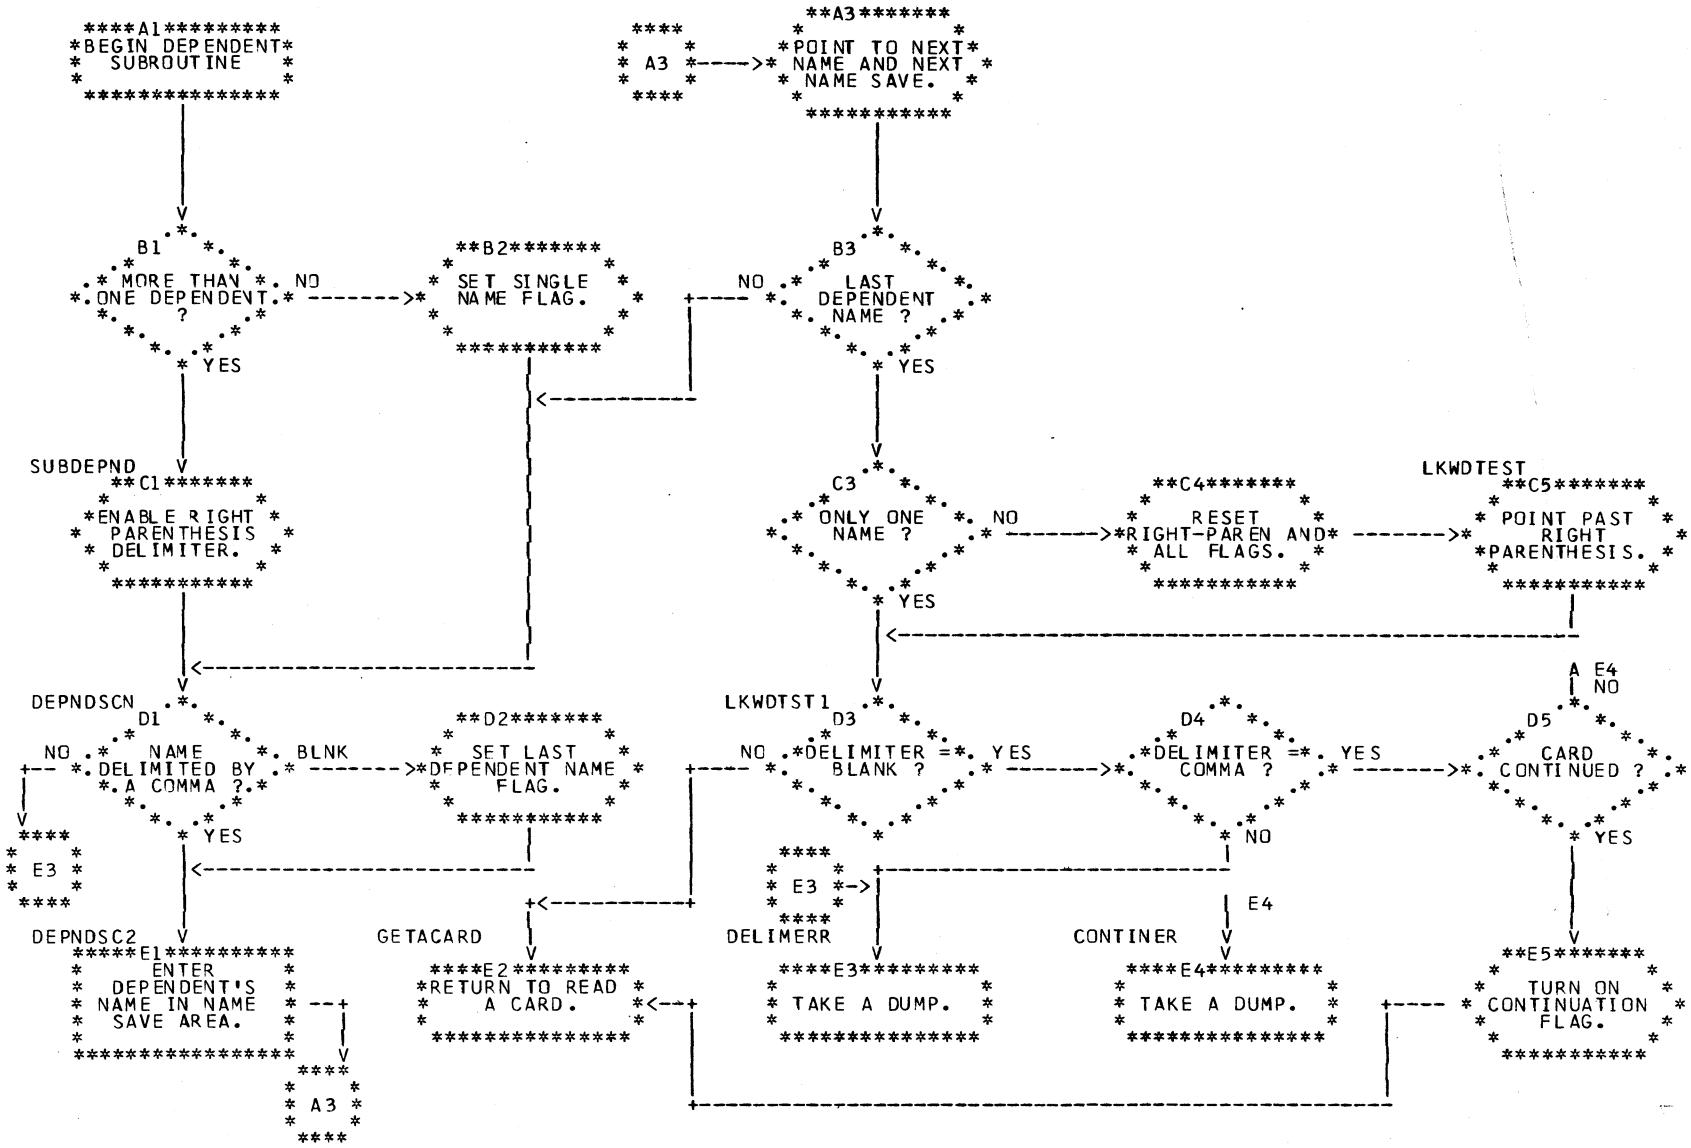 A1
BEGIN DEPENDENT
SUBROUTINE
A3
A3
POINT TO NEXT
NAME AND NEXT
NAME SAVE.
B1
MORE THAN
ONE DEPENDENT.
?
NO
YES
B2
SET SINGLE
NAME FLAG.
B3
LAST
DEPENDENT
NAME ?
NO
YES
SUBDEPND
C1
ENABLE RIGHT
PARENTHESIS
DELIMITER.
C3
ONLY ONE
NAME ?
NO
YES
C4
RESET
RIGHT-PAREN AND
ALL FLAGS.
LKWDTEST
C5
POINT PAST
RIGHT
PARENTHESIS.
DEPNDSCN
D1
NAME
DELIMITED BY
A COMMA ?
NO
BLNK
YES
E3
D2
SET LAST
DEPENDENT NAME
FLAG.
LKWDTST1
D3
DELIMITER =
BLANK ?
NO
YES
D4
DELIMITER =
COMMA ?
YES
NO
A E4
NO
D5
CARD
CONTINUED ?
YES
E3
E4
DEPNDSC2
E1
ENTER
DEPENDENT'S
NAME IN NAME
SAVE AREA.
A3
GETACARD
E2
RETURN TO READ
A CARD.
DELIMERR
E3
TAKE A DUMP.
CONTINER
E4
TAKE A DUMP.
E5
TURN ON
CONTINUATION
FLAG.